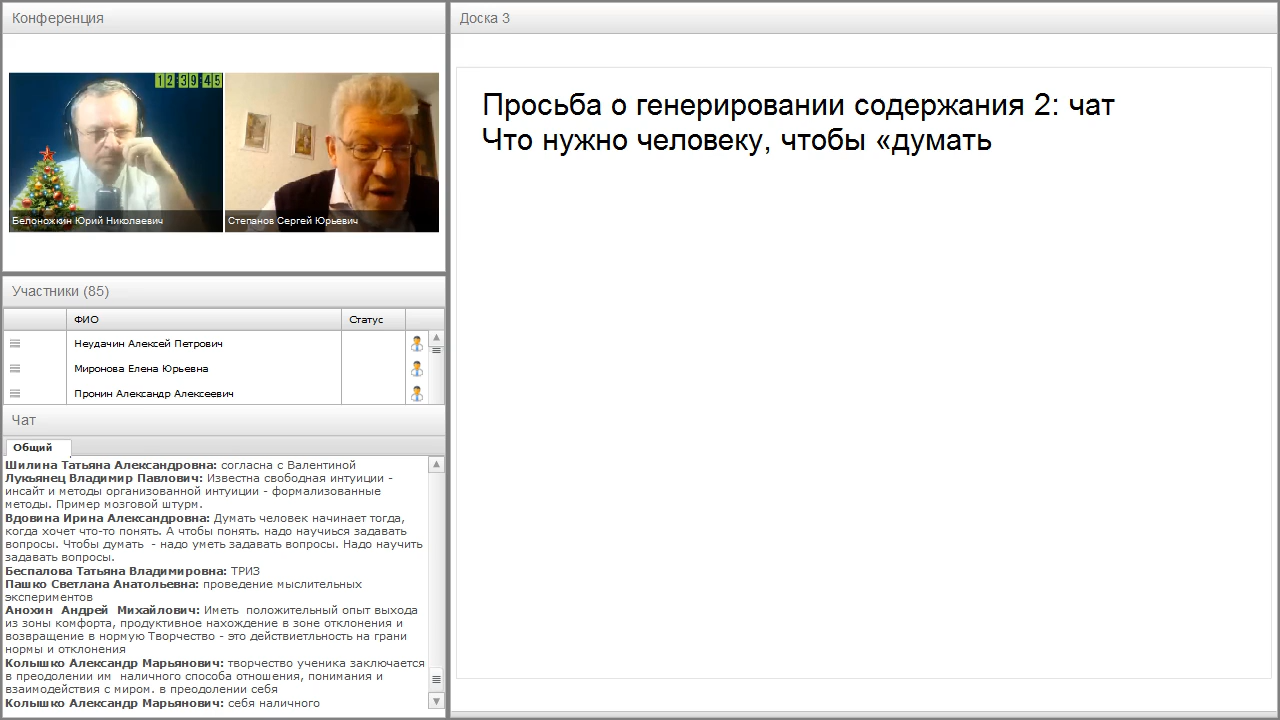 Конференция
12:39:45
Белоножкин Юрий Николаевич
Степанов Сергей Юрьевич
Участники (85)
ФИО
Статус
Неудачин Алексей Петрович
Миронова Елена Юрьевна
Пронин Александр Алексеевич
Чат
Общий
Шилина Татьяна Александровна: согласна с Валентиной
Лукьянец Владимир Павлович: Известна свободная интуиции -
инсайт и методы организованной интуиции - формализованные
методы. Пример мозговой штурм.
Вдовина Ирина Александровна: Думать человек начинает тогда,
когда хочет что-то понять. А чтобы понять. надо научиься задавать
вопросы. Чтобы думать - надо уметь задавать вопросы. Надо научить
задавать вопросы.
Беспалова Татьяна Владимировна: ТРИЗ
Пашко Светлана Анатольевна: проведение мыслительных
экспериментов
Анохин Андрей Михайлович: Иметь положительный опыт выхода
из зоны комфорта, продуктивное нахождение в зоне отклонения и
возвращение в нормую Творчество - это действиетльность на грани
нормы и отклонения
Колышко Александр Марьянович: творчество ученика заключается
в преодолении им наличного способа отношения, понимания и
взаимодействия с миром. в преодолении себя
Колышко Александр Марьянович: себя наличного
Доска 3
Просьба о генерировании содержания 2: чат
Что нужно человеку, чтобы «думать